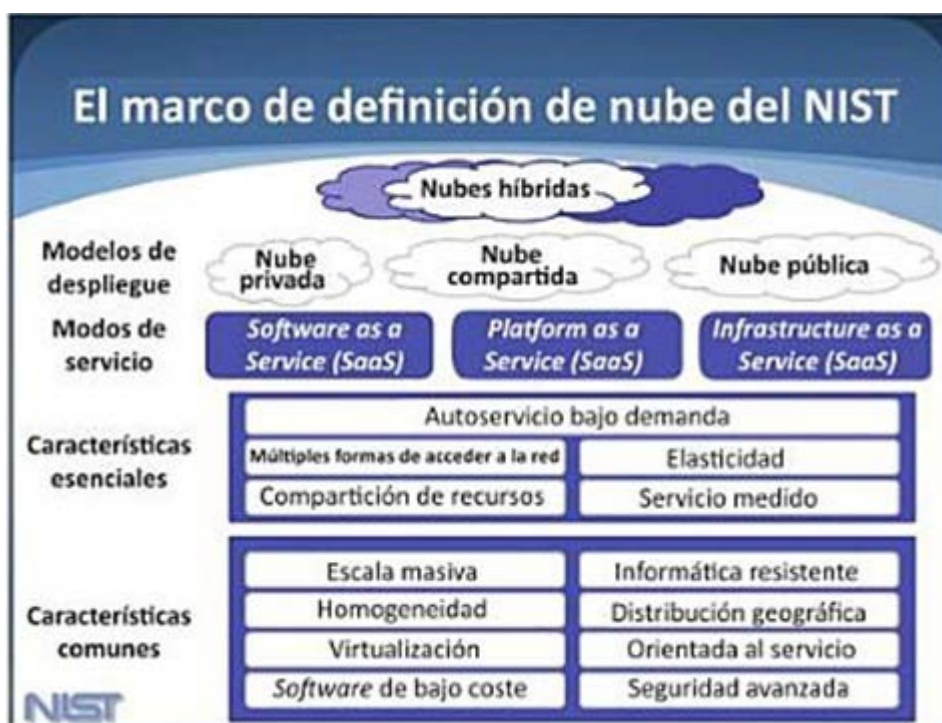 El marco de definición de nube del NIST
Nubes híbridas
Modelos de
despliegue
Nube
privada
Nube
compartida
Nube pública
Modos de
servicio
Software as a
Service (SaaS)
Platform as a
Service (SaaS)
Infrastructure as a
Service (SaaS)
Características
esenciales
Autoservicio bajo demanda
Múltiples formas de acceder a la red
Elasticidad
Compartición de recursos
Servicio medido
Características
comunes
Escala masiva
Informática resistente
Homogeneidad
Distribución geográfica
Virtualización
Orientada al servicio
Software de bajo coste
Seguridad avanzada
NIST